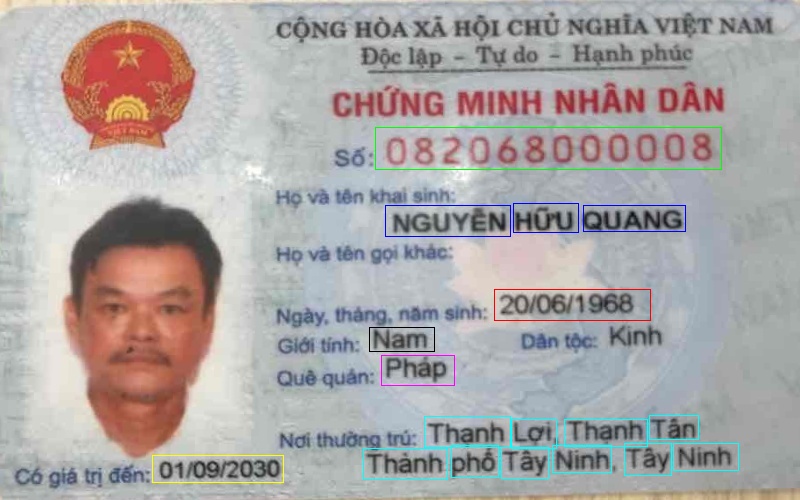 CỘNG HÒA XÃ HỘI CHỦ NGHĨA VIỆT NAM
Độc lập – Tự do – Hạnh phúc
CHỨNG MINH NHÂN DÂN
Số: 082068000008
Họ và tên khai sinh:
NGUYỄN HỮU QUANG
Họ và tên gọi khác:
Ngày, tháng, năm sinh: 20/06/1968
Giới tính: Nam Dân tộc: Kinh
Quê quán: Pháp
Nơi thường trú: Thạnh Lợi, Thạnh Tân
Thành phố Tây Ninh, Tây Ninh
Có giá trị đến: 01/09/2030